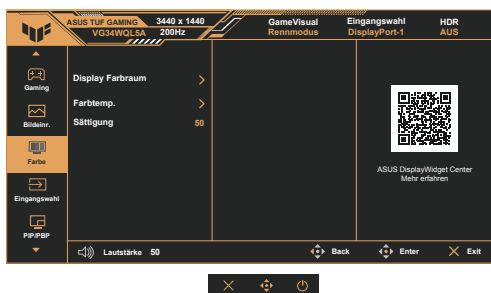 ASUS TUF GAMING 3440 x 1440 GameVisual Eingangswahl HDR
VG34WQL5A 200Hz Rennmodus DisplayPort-1 AUS
Gaming
Bildeinr.
Farbe
Eingangswahl
PIP/PBP
Display Farbraum
Farbtemp.
Sättigung 50
ASUS DisplayWidget Center
Mehr erfahren
Lautstärke 50 Back Enter Exit